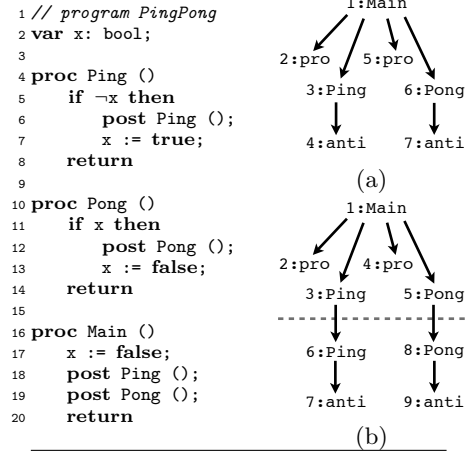 1 // program PingPong
2 var x: bool;
3
4 proc Ping ()
5 if ¬x then
6 post Ping ();
7 x := true;
8 return
9
10 proc Pong ()
11 if x then
12 post Pong ();
13 x := false;
14 return
15
16 proc Main ()
17 x := false;
18 post Ping ();
19 post Pong ();
20 return
1:Main
2:pro 5:pro
3:Ping 6:Pong
4:anti 7:anti
(a)
1:Main
2:pro 4:pro
3:Ping 5:Pong
6:Ping 8:Pong
7:anti 9:anti
(b)